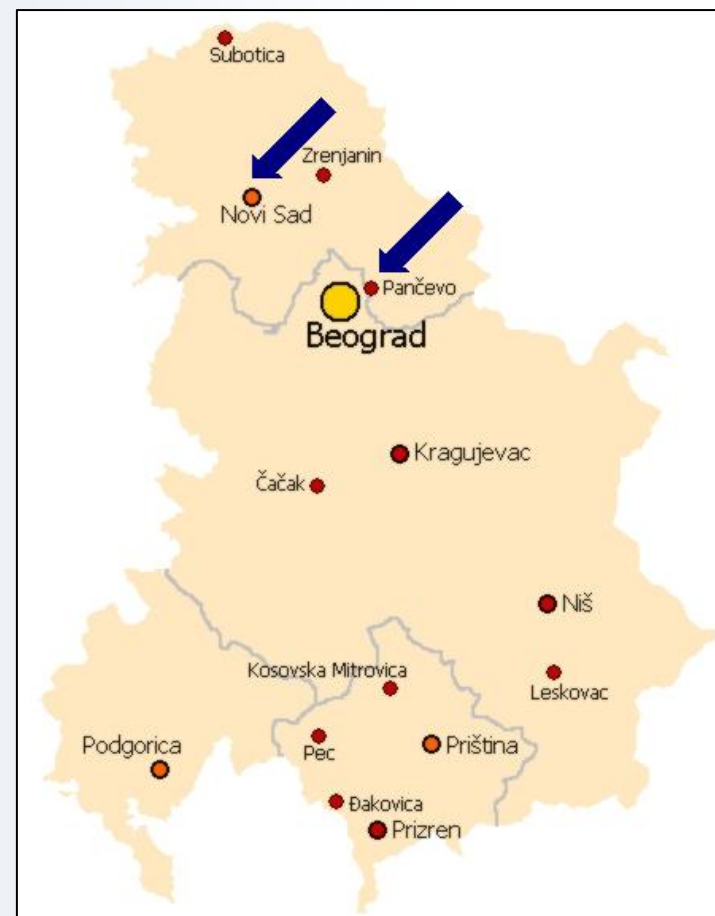 Subotica
Zrenjanin
Novi Sad
Pančevo
Beograd
Kragujevac
Čačak
Niš
Kosovska Mitrovica
Leskovac
Podgorica
Pec
Priština
Đakovica
Prizren